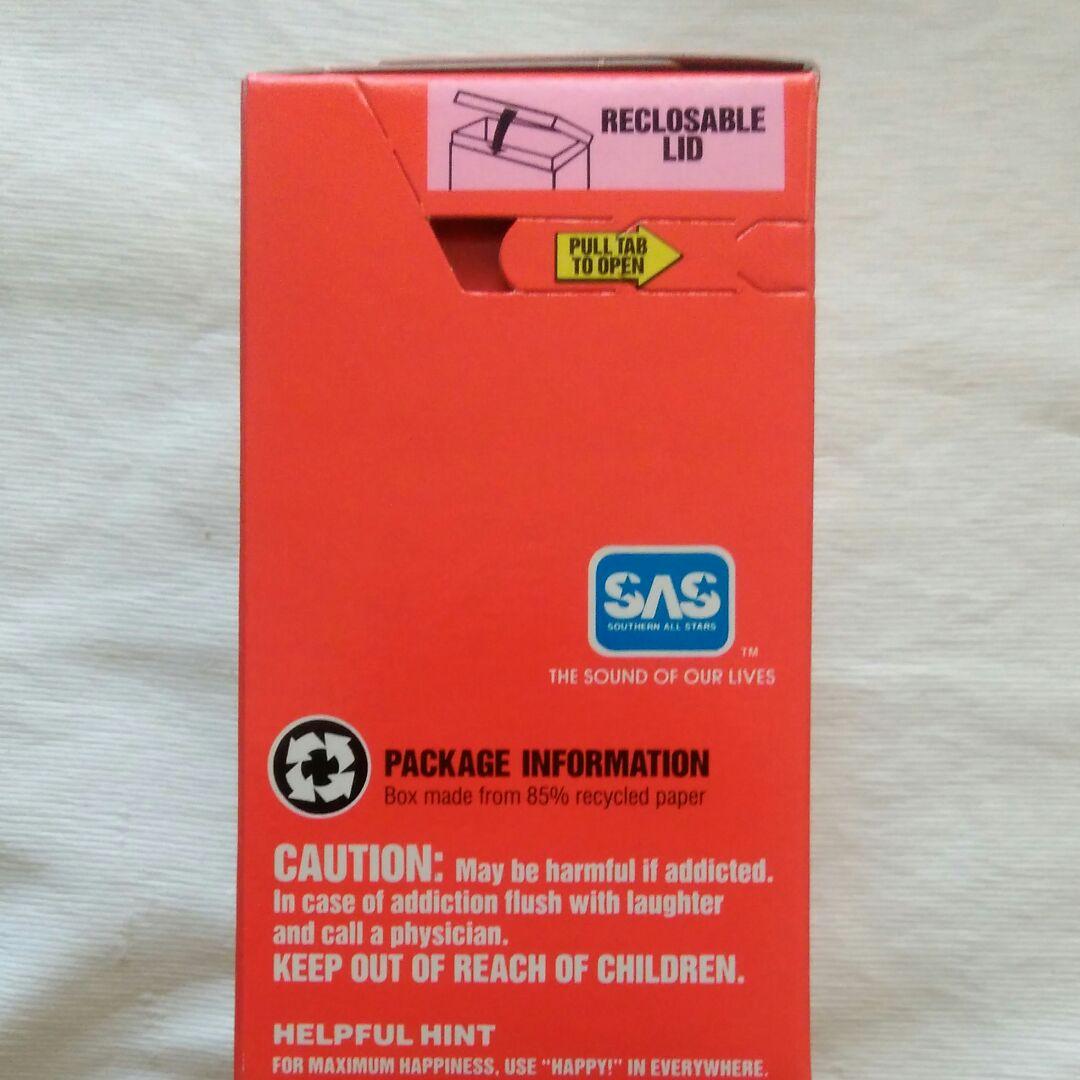 RECLOSABLE
LID
PULL TAB
TO OPEN
SAS
SOUTHERN ALL STARS
TM
THE SOUND OF OUR LIVES
PACKAGE INFORMATION
Box made from 85% recycled paper
CAUTION: May be harmful if addicted.
In case of addiction flush with laughter
and call a physician.
KEEP OUT OF REACH OF CHILDREN.
HELPFUL HINT
FOR MAXIMUM HAPPINESS, USE "HAPPY!" IN EVERYWHERE.